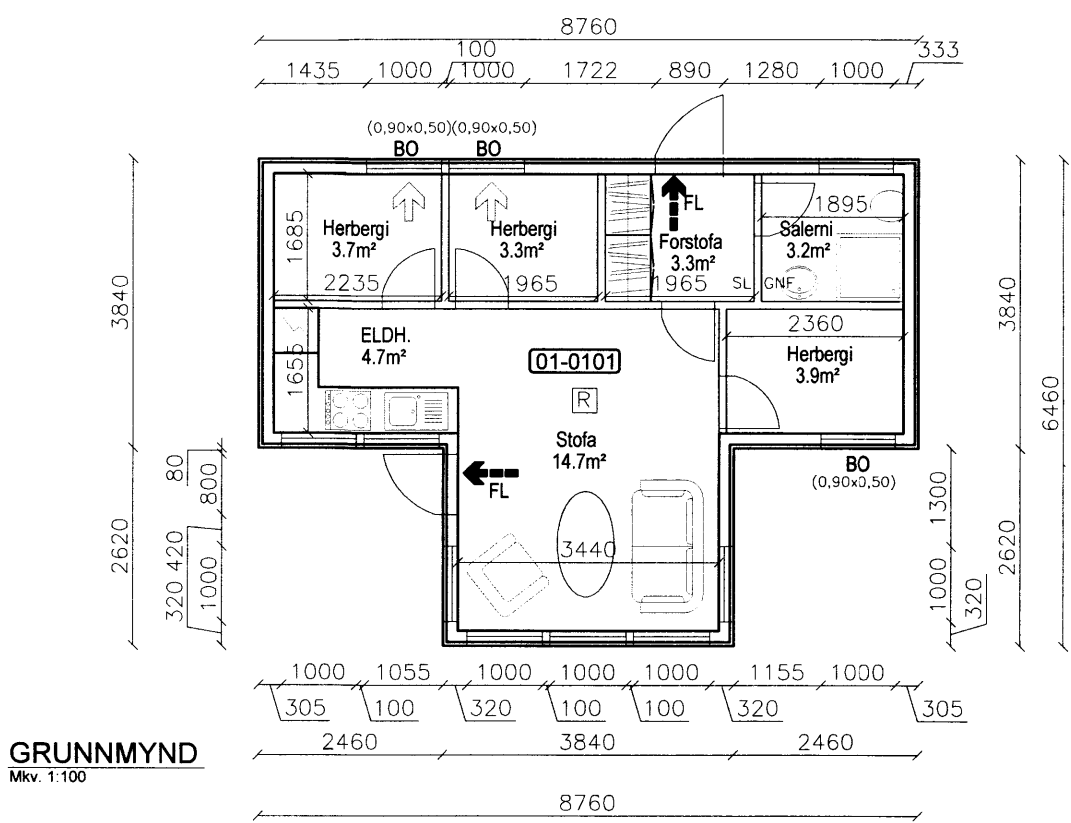 8760
100
333
1435 1000 1000 1722 890 1280 1000
(0,90x0,50)(0,90x0,50)
BO BO
FL
1895
1685
Herbergi
3.7m²
Herbergi
3.3m²
Forstofa
3.3m²
Salerni
3.2m²
2235 1965 1965 SL GNF
3840
3840
2360
ELDH.
4.7m²
01-0101
Herbergi
3.9m²
1655
R
6460
Stofa
14.7m²
BO
(0,90x0,50)
FL
80
800
1300
2620
420
320
1000
3440
2620
1000
320
1000 1055 1000 1000 1000 1155 1000
305 100 320 100 100 320 305
2460 3840 2460
GRUNNMYND
Mkv. 1:100
8760